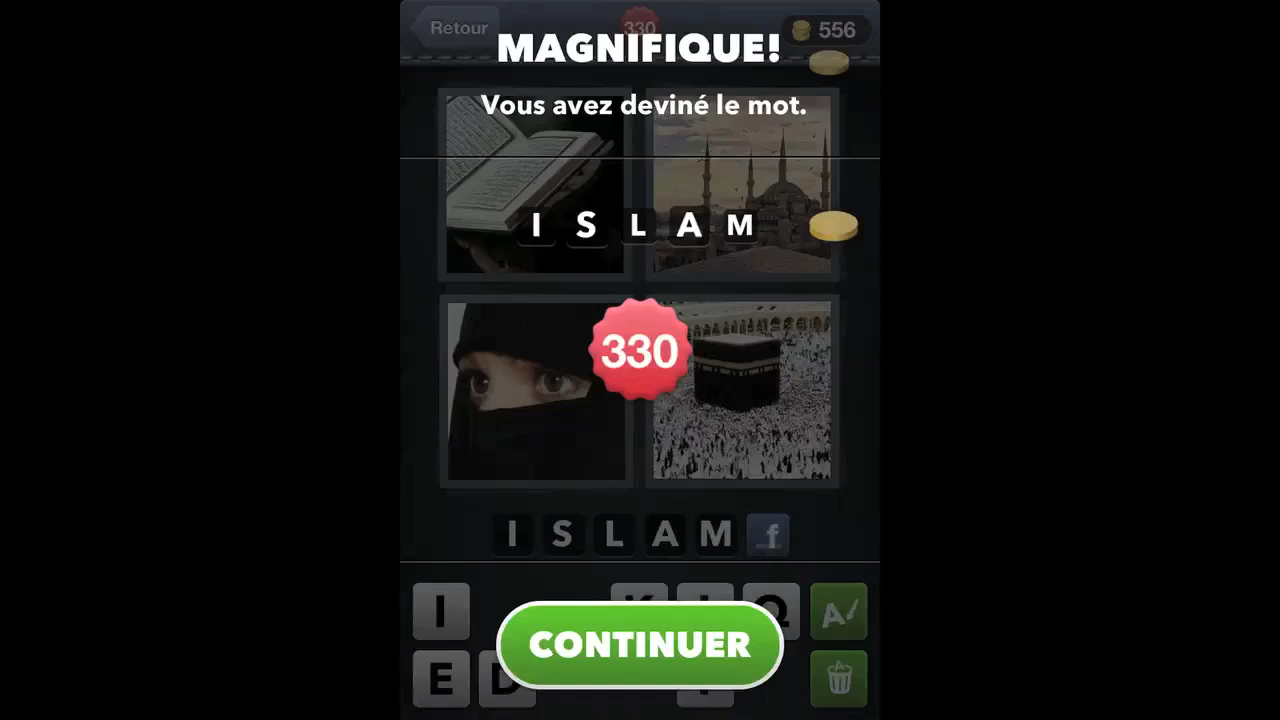 Retour
330
556
MAGNIFIQUE!
Vous avez deviné le mot.
I S L A M
330
I S L A M f
I
CONTINUER
E D